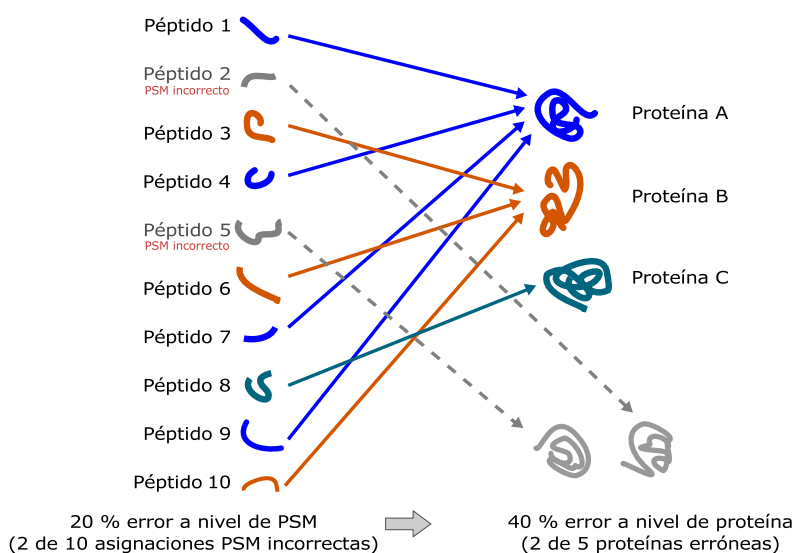 Péptido 1
Péptido 2
PSM incorrecto
Péptido 3
Péptido 4
Péptido 5
PSM incorrecto
Péptido 6
Péptido 7
Péptido 8
Péptido 9
Péptido 10
Proteína A
Proteína B
Proteína C
20 % error a nivel de PSM
(2 de 10 asignaciones PSM incorrectas)
40 % error a nivel de proteína
(2 de 5 proteínas erróneas)